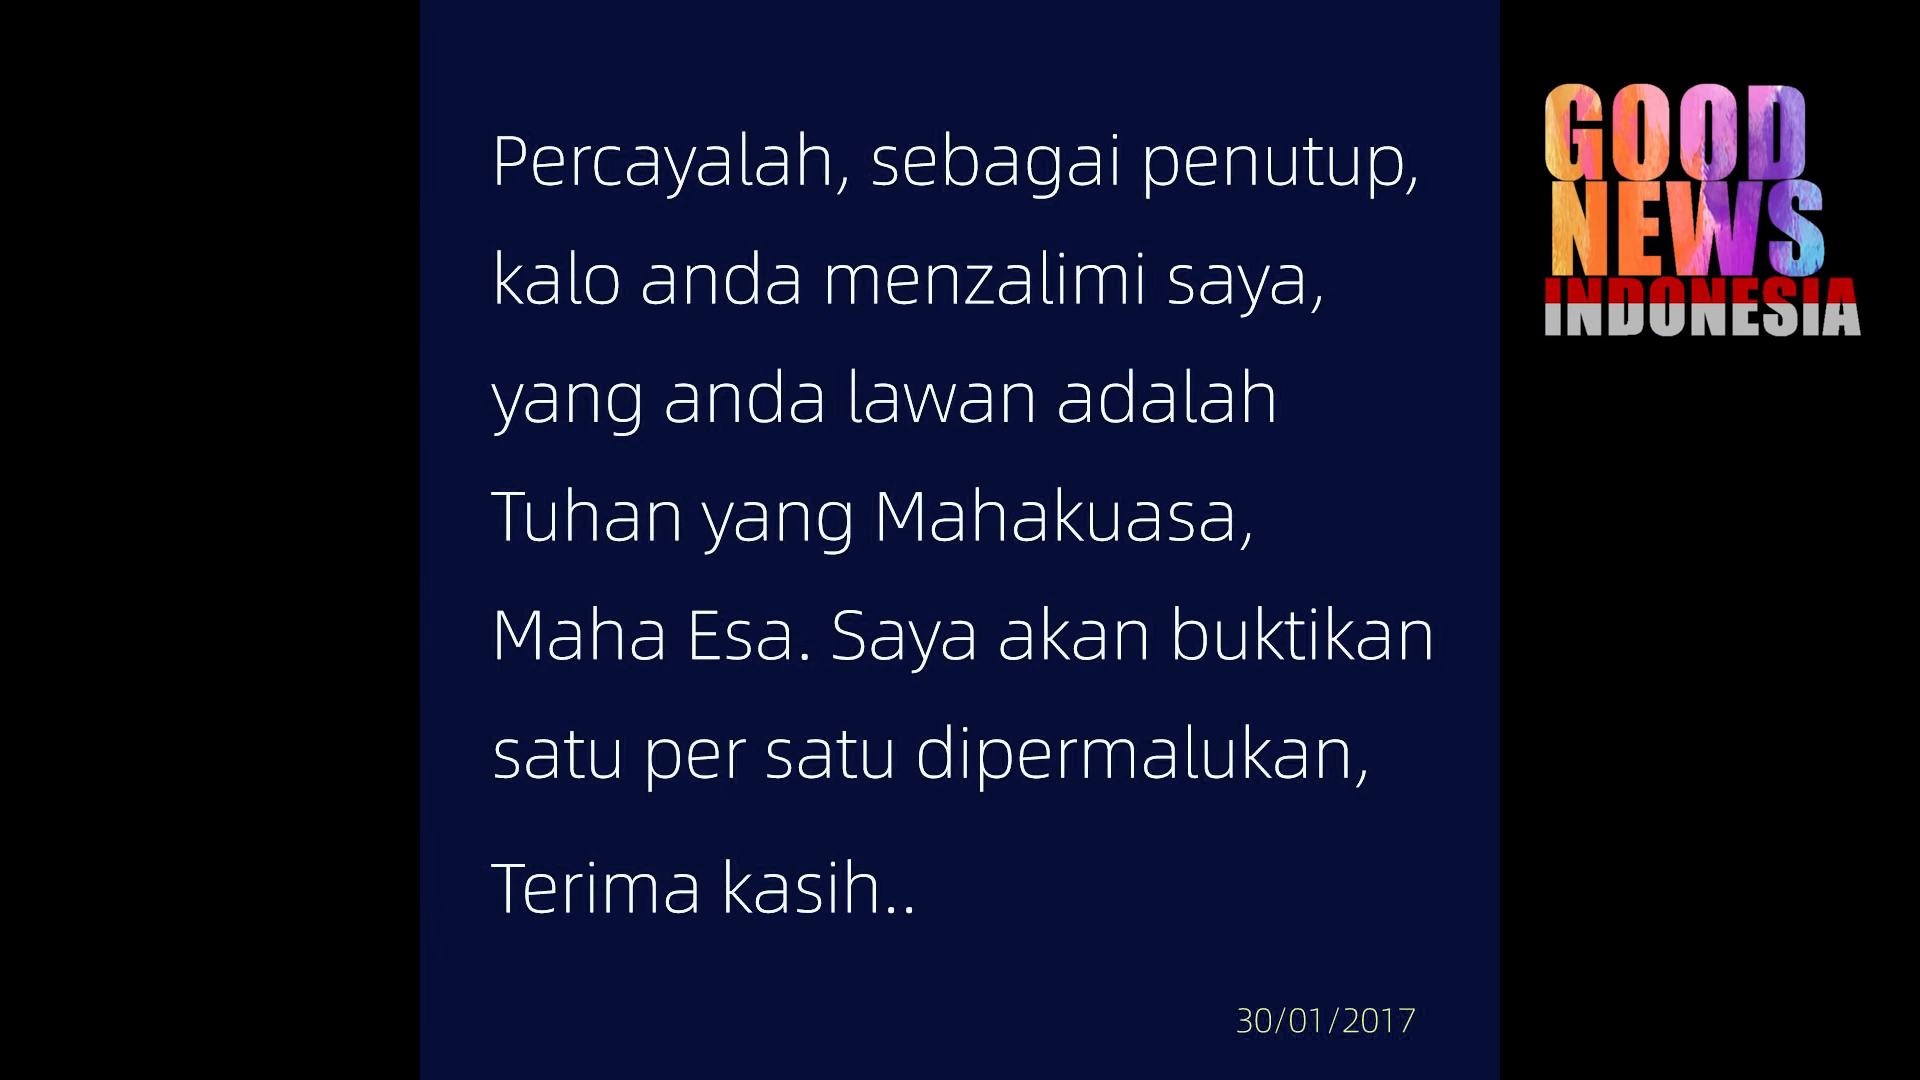 Percayalah, sebagai penutup,
kalo anda menzalimi saya,
yang anda lawan adalah
Tuhan yang Mahakuasa,
Maha Esa. Saya akan buktikan
satu per satu dipermalukan,
Terima kasih..
30/01/2017
GOOD
NEWS
INDONESIA